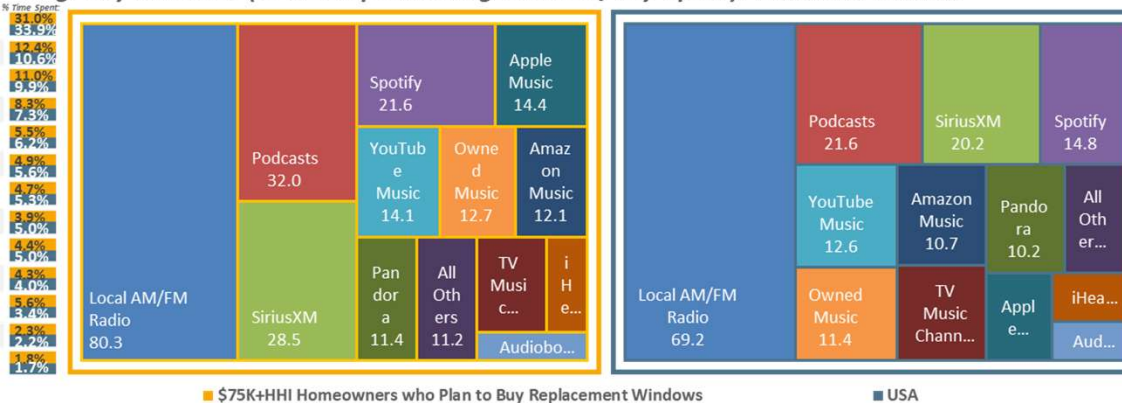 % Time Spent:
31.0%
33.9%
12.4%
10.6%
11.0%
9.9%
8.3%
7.3%
5.5%
6.2%
4.9%
5.6%
4.7%
5.3%
3.9%
5.0%
4.4%
5.0%
4.3%
4.0%
5.6%
3.4%
2.3%
2.2%
1.8%
1.7%
Local AM/FM
Radio
80.3
Podcasts
32.0
SiriusXM
28.5
Spotify
21.6
Apple
Music
14.4
YouTub
e
Music
14.1
Owne
d
Music
12.7
Amaz
on
Music
12.1
Pan
dor
a
11.4
All
Oth
ers
11.2
TV
Musi
c...
i
He
e...
Audiobo...
Local AM/FM
Radio
69.2
Podcasts
21.6
SiriusXM
20.2
Spotify
14.8
YouTube
Music
12.6
Amazon
Music
10.7
Pando
ra
10.2
All
Oth
er...
Owned
Music
11.4
TV
Music
Chann...
Appl
e...
iHea...
Aud...
$75K+HHI Homeowners who Plan to Buy Replacement Windows
USA